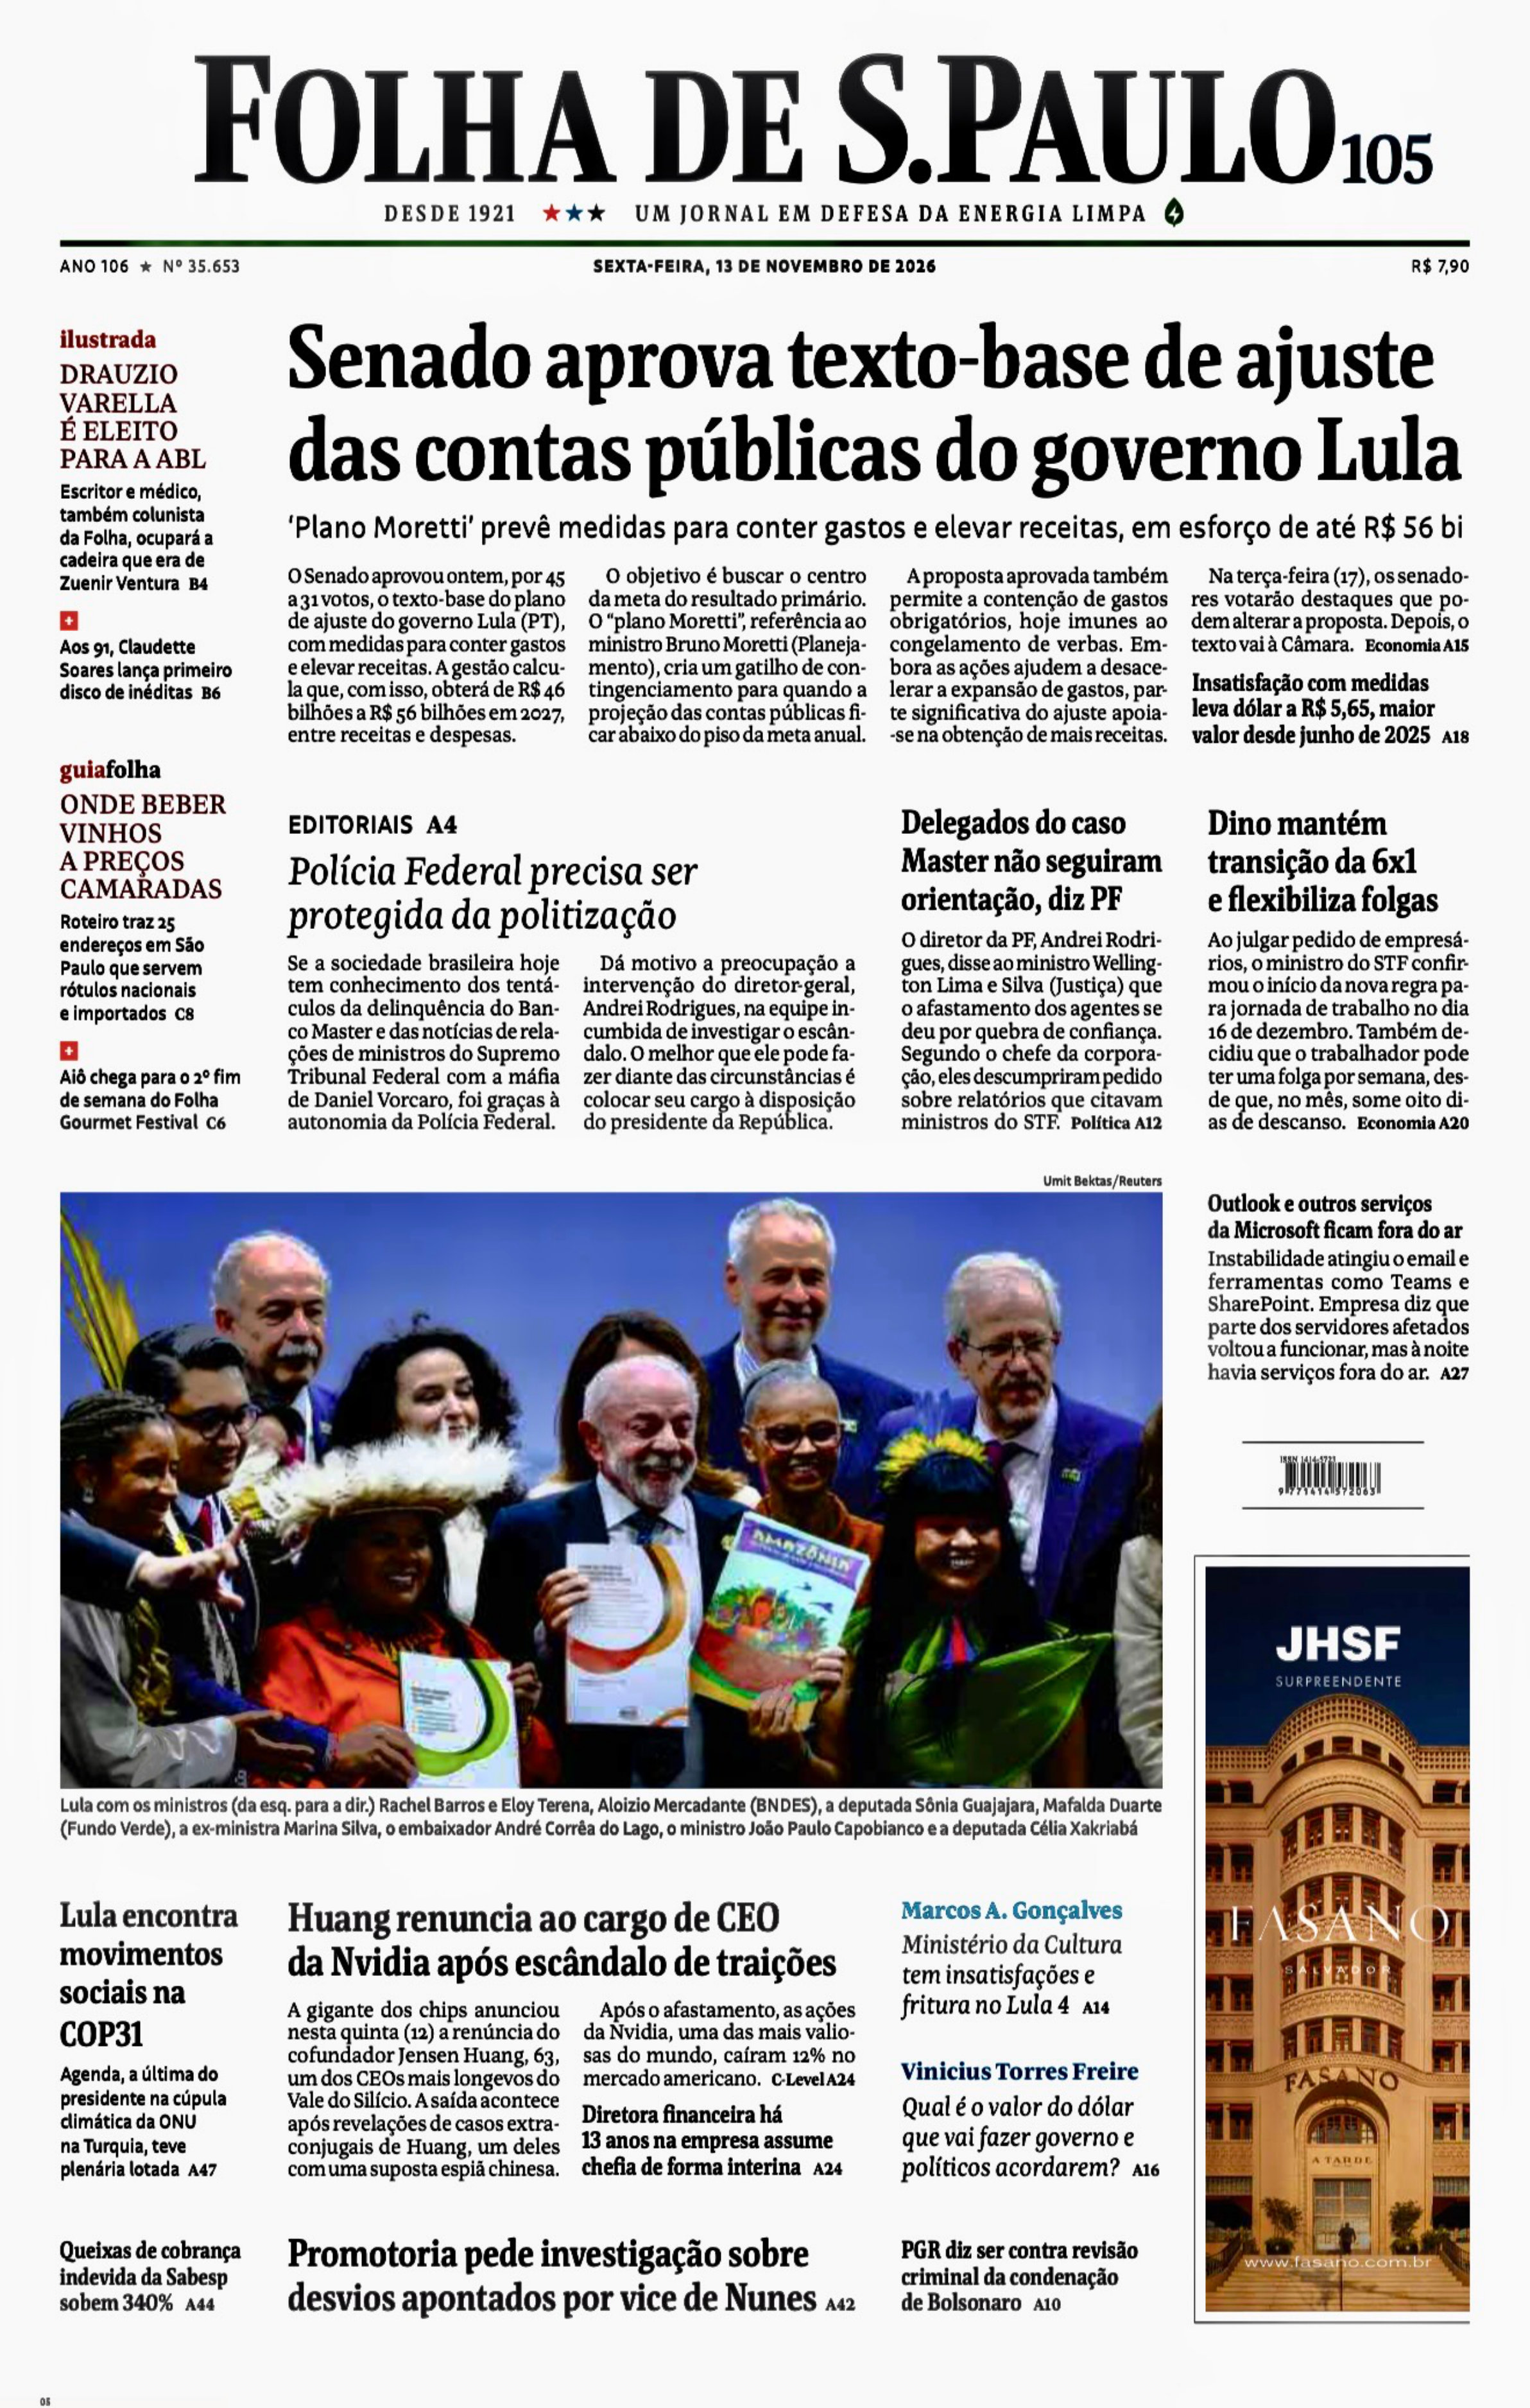 FOLHA DE S.PAULO 105
DESDE 1921 ★★★ UM JORNAL EM DEFESA DA ENERGIA LIMPA
ANO 106 ★ Nº 35.653
SEXTA-FEIRA, 13 DE NOVEMBRO DE 2026
R$ 7,90
ilustrada
DRAUZIO
VARELLA
É ELEITO
PARA A ABL
Escritor e médico,
também colunista
da Folha, ocupará a
cadeira que era de
Zuenir Ventura B4
+
Aos 91, Claudette
Soares lança primeiro
disco de inéditas B6
guiafolha
ONDE BEBER
VINHOS
A PREÇOS
CAMARADAS
Roteiro traz 25
endereços em São
Paulo que servem
rótulos nacionais
e importados C8
+
Aiô chega para o 2º fim
de semana do Folha
Gourmet Festival C6
Senado aprova texto-base de ajuste
das contas públicas do governo Lula
‘Plano Moretti’ prevê medidas para conter gastos e elevar receitas, em esforço de até R$ 56 bi
O Senado aprovou ontem, por 45
a 31 votos, o texto-base do plano
de ajuste do governo Lula (PT),
com medidas para conter gastos
e elevar receitas. A gestão calcu-
la que, com isso, obterá de R$ 46
bilhões a R$ 56 bilhões em 2027,
entre receitas e despesas.
O objetivo é buscar o centro
da meta do resultado primário.
O “plano Moretti”, referência ao
ministro Bruno Moretti (Planeja-
mento), cria um gatilho de con-
tingenciamento para quando a
projeção das contas públicas fi-
car abaixo do piso da meta anual.
A proposta aprovada também
permite a contenção de gastos
obrigatórios, hoje imunes ao
congelamento de verbas. Em-
bora as ações ajudem a desace-
lerar a expansão de gastos, par-
te significativa do ajuste apoia-
-se na obtenção de mais receitas.
Na terça-feira (17), os senado-
res votarão destaques que po-
dem alterar a proposta. Depois, o
texto vai à Câmara. Economia A15
Insatisfação com medidas
leva dólar a R$ 5,65, maior
valor desde junho de 2025 A18
EDITORIAIS A4
Polícia Federal precisa ser
protegida da politização
Se a sociedade brasileira hoje
tem conhecimento dos tentá-
culos da delinquência do Ban-
co Master e das notícias de rela-
ções de ministros do Supremo
Tribunal Federal com a máfia
de Daniel Vorcaro, foi graças à
autonomia da Polícia Federal.
Dá motivo a preocupação a
intervenção do diretor-geral,
Andrei Rodrigues, na equipe in-
cumbida de investigar o escân-
dalo. O melhor que ele pode fa-
zer diante das circunstâncias é
colocar seu cargo à disposição
do presidente da República.
Delegados do caso
Master não seguiram
orientação, diz PF
O diretor da PF, Andrei Rodri-
gues, disse ao ministro Welling-
ton Lima e Silva (Justiça) que
o afastamento dos agentes se
deu por quebra de confiança.
Segundo o chefe da corpora-
ção, eles descumpriram pedido
sobre relatórios que citavam
ministros do STF. Política A12
Dino mantém
transição da 6x1
e flexibiliza folgas
Ao julgar pedido de empresá-
rios, o ministro do STF confir-
mou o início da nova regra pa-
ra jornada de trabalho no dia
16 de dezembro. Também de-
cidiu que o trabalhador pode
ter uma folga por semana, des-
de que, no mês, some oito di-
as de descanso. Economia A20
Umit Bektas/Reuters
AMAZÔNIA
Lula com os ministros (da esq. para a dir.) Rachel Barros e Eloy Terena, Aloizio Mercadante (BNDES), a deputada Sônia Guajajara, Mafalda Duarte
(Fundo Verde), a ex-ministra Marina Silva, o embaixador André Corrêa do Lago, o ministro João Paulo Capobianco e a deputada Célia Xakriabá
Outlook e outros serviços
da Microsoft ficam fora do ar
Instabilidade atingiu o email e
ferramentas como Teams e
SharePoint. Empresa diz que
parte dos servidores afetados
voltou a funcionar, mas à noite
havia serviços fora do ar. A27
ISSN 1414-5723
9 771414 572063
JHSF
SURPREENDENTE
FASANO
SALVADOR
FASANO
A TARDE
www.fasano.com.br
Lula encontra
movimentos
sociais na
COP31
Agenda, a última do
presidente na cúpula
climática da ONU
na Turquia, teve
plenária lotada A47
Huang renuncia ao cargo de CEO
da Nvidia após escândalo de traições
A gigante dos chips anunciou
nesta quinta (12) a renúncia do
cofundador Jensen Huang, 63,
um dos CEOs mais longevos do
Vale do Silício. A saída acontece
após revelações de casos extra-
conjugais de Huang, um deles
com uma suposta espiã chinesa.
Após o afastamento, as ações
da Nvidia, uma das mais valio-
sas do mundo, caíram 12% no
mercado americano. C-Level A24
Diretora financeira há
13 anos na empresa assume
chefia de forma interina A24
Marcos A. Gonçalves
Ministério da Cultura
tem insatisfações e
fritura no Lula 4 A14
Vinicius Torres Freire
Qual é o valor do dólar
que vai fazer governo e
políticos acordarem? A16
Queixas de cobrança
indevida da Sabesp
sobem 340% A44
Promotoria pede investigação sobre
desvios apontados por vice de Nunes A42
PGR diz ser contra revisão
criminal da condenação
de Bolsonaro A10
05